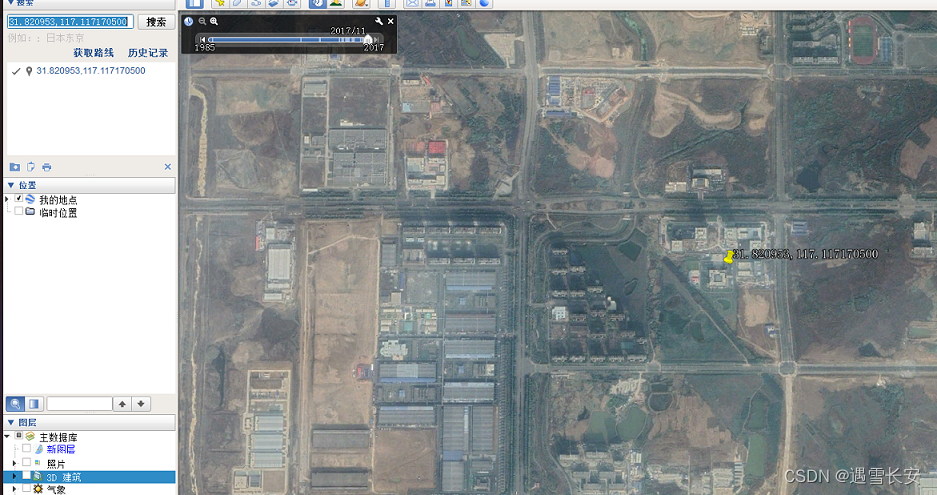 搜索
31.820953,117.117170500
搜索
例如：: 日本东京
获取路线 历史记录
31.820953,117.117170500
位置
我的地点
临时位置
图层
主数据库
新图层
照片
3D 建筑
气象
2017/11
1985
2017
31.820953,117.117170500
CSDN @遇雪长安